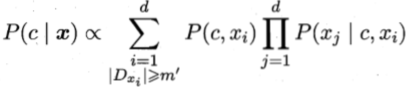 P(c | x) ∝ ∑_{i=1, |D_{x_i}|⩾m′}^{d} P(c, x_i) ∏_{j=1}^{d} P(x_j | c, x_i)